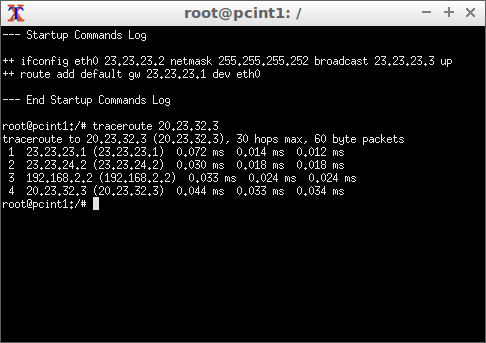 root@pcint1: /
--- Startup Commands Log
++ ifconfig eth0 23.23.23.2 netmask 255.255.255.252 broadcast 23.23.23.3 up
++ route add default gw 23.23.23.1 dev eth0
--- End Startup Commands Log
root@pcint1:/# traceroute 20.23.32.3
traceroute to 20.23.32.3 (20.23.32.3), 30 hops max, 60 byte packets
1 23.23.23.1 (23.23.23.1) 0.072 ms 0.014 ms 0.012 ms
2 23.23.24.2 (23.23.24.2) 0.030 ms 0.018 ms 0.018 ms
3 192.168.2.2 (192.168.2.2) 0.033 ms 0.024 ms 0.024 ms
4 20.23.32.3 (20.23.32.3) 0.044 ms 0.033 ms 0.034 ms
root@pcint1:/#